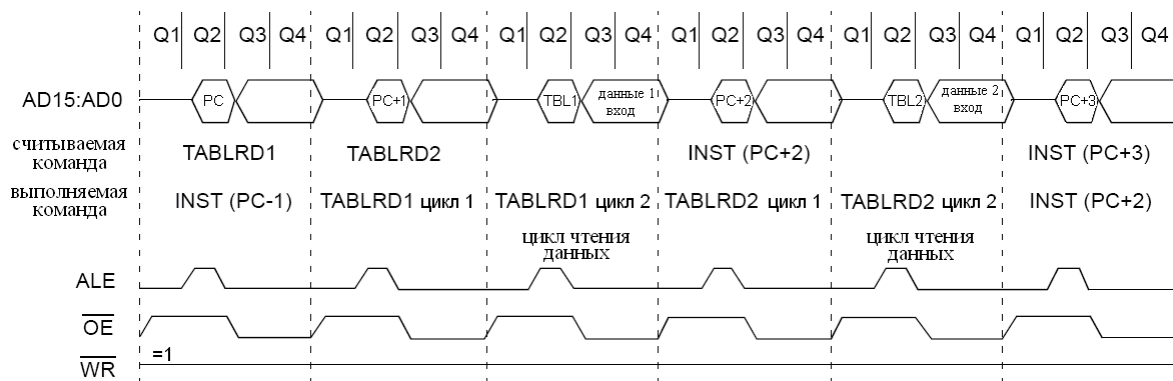 Q1 Q2 Q3 Q4 Q1 Q2 Q3 Q4 Q1 Q2 Q3 Q4 Q1 Q2 Q3 Q4 Q1 Q2 Q3 Q4 Q1 Q2 Q3 Q4
AD15:AD0 PC PC+1 TBL1 данные 1 PC+2 TBL2 данные 2 PC+3
вход вход
считываемая
команда TABLRD1 TABLRD2 INST (PC+2) INST (PC+3)
выполняемая
команда INST (PC-1) TABLRD1 цикл 1 TABLRD1 цикл 2 TABLRD2 цикл 1 TABLRD2 цикл 2 INST (PC+2)
цикл чтения цикл чтения
данных данных
ALE
OE
=1
WR